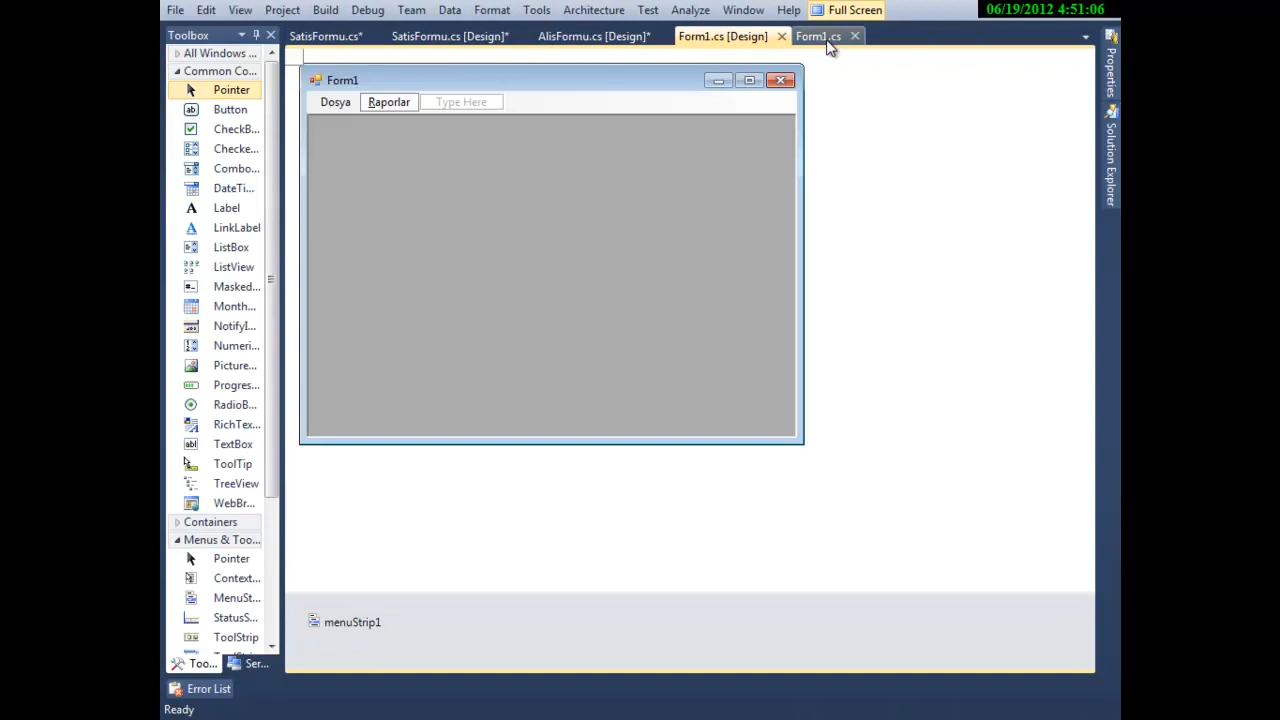 File Edit View Project Build Debug Team Data Format Tools Architecture Test Analyze Window Help Full Screen 06/19/2012 4:51:06
Toolbox SatisFormu.cs* SatisFormu.cs [Design]* AlisFormu.cs [Design]* Form1.cs [Design] Form1.cs
All Windows ...
Common Co...
Pointer
Button
CheckB...
Checke...
Combo...
DateTi...
Label
LinkLabel
ListBox
ListView
Masked...
Month...
NotifyI...
Numeri...
Picture...
Progres...
RadioB...
RichTex...
TextBox
ToolTip
TreeView
WebBr...
Containers
Menus & Too...
Pointer
Contex...
MenuSt...
StatusS...
ToolStrip
Too... Ser...
Form1
Dosya Raporlar Type Here
menuStrip1
Properties
Solution Explorer
Error List
Ready